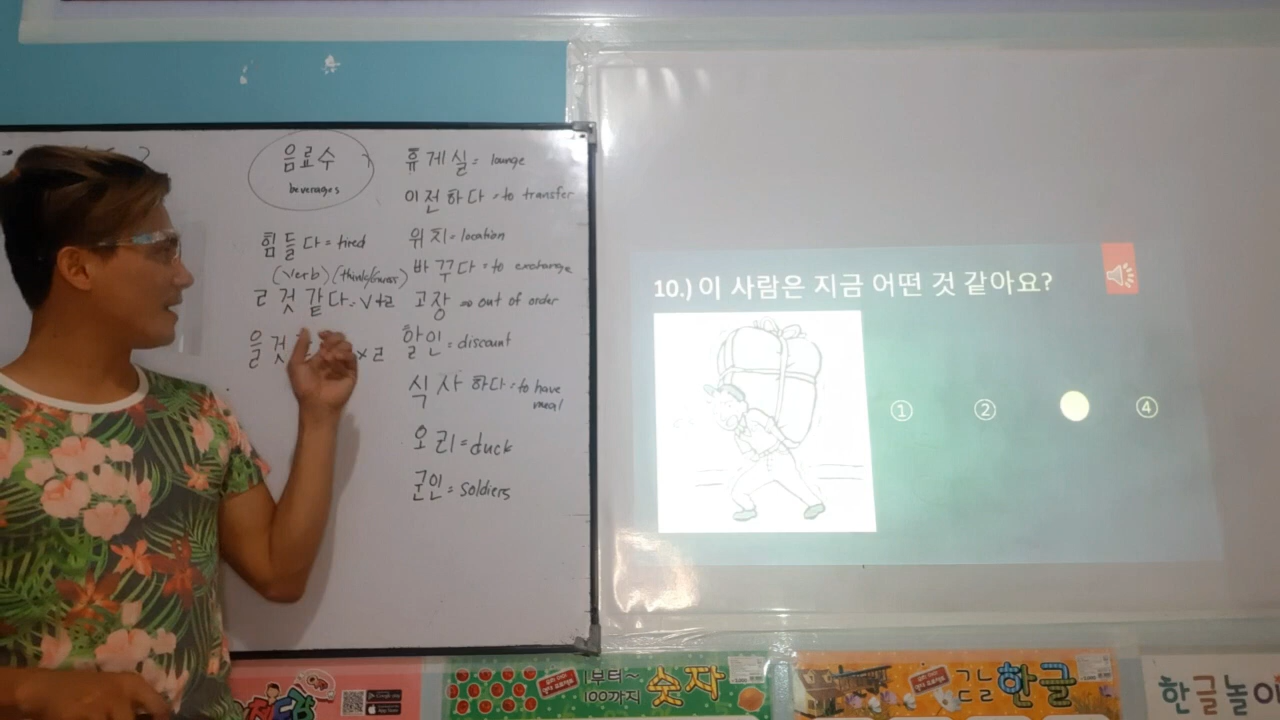 음료수
beverages
힘들다 = tired
(verb) (think/Guess)
ㄹ 것 같다 = V+ㄹ
을 것
휴게실 = lounge
이전하다 = to transfer
위치 = location
바꾸다 = to exchange
고장 => out of order
할인 = discount
식사하다 = to have
meal
오리 = duck
군인 = soldiers
10.) 이 사람은 지금 어떤 것 같아요?
① ② ④
1부터~
100까지 숫자
그는 한글
한글놀이